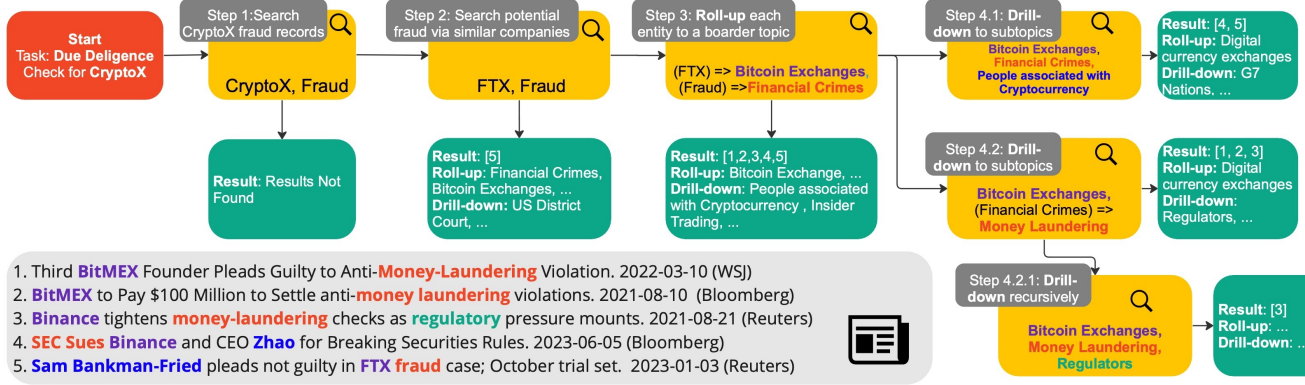 Start
Task: Due Deligence
Check for CryptoX
Step 1:Search
CryptoX fraud records
CryptoX, Fraud
Result: Results Not
Found
Step 2: Search potential
fraud via similar companies
FTX, Fraud
Result: [5]
Roll-up: Financial Crimes,
Bitcoin Exchanges, ...
Drill-down: US District
Court, ...
Step 3: Roll-up each
entity to a boarder topic
(FTX) => Bitcoin Exchanges,
(Fraud) =>Financial Crimes
Result: [1,2,3,4,5]
Roll-up: Bitcoin Exchange, ...
Drill-down: People associated
with Cryptocurrency , Insider
Trading, ...
Step 4.1: Drill-
down to subtopics
Bitcoin Exchanges,
Financial Crimes,
People associated with
Cryptocurrency
Result: [4, 5]
Roll-up: Digital
currency exchanges
Drill-down: G7
Nations, ...
Step 4.2: Drill-
down to subtopics
Bitcoin Exchanges,
(Financial Crimes) =>
Money Laundering
Result: [1, 2, 3]
Roll-up: Digital
currency exchanges
Drill-down:
Regulators, ...
Step 4.2.1: Drill-
down recursively
Bitcoin Exchanges,
Money Laundering,
Regulators
Result: [3]
Roll-up: ...
Drill-down: ..
1. Third BitMEX Founder Pleads Guilty to Anti-Money-Laundering Violation. 2022-03-10 (WSJ)
2. BitMEX to Pay $100 Million to Settle anti-money laundering violations. 2021-08-10 (Bloomberg)
3. Binance tightens money-laundering checks as regulatory pressure mounts. 2021-08-21 (Reuters)
4. SEC Sues Binance and CEO Zhao for Breaking Securities Rules. 2023-06-05 (Bloomberg)
5. Sam Bankman-Fried pleads not guilty in FTX fraud case; October trial set. 2023-01-03 (Reuters)